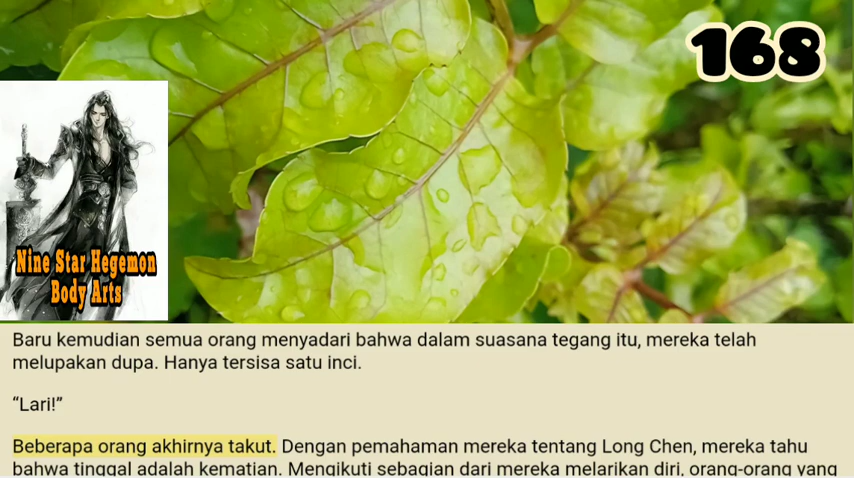 168
Nine Star Hegemon
Body Arts
Baru kemudian semua orang menyadari bahwa dalam suasana tegang itu, mereka telah
melupakan dupa. Hanya tersisa satu inci.
“Lari!”
Beberapa orang akhirnya takut. Dengan pemahaman mereka tentang Long Chen, mereka tahu
bahwa tinggal adalah kematian. Mengikuti sebagian dari mereka melarikan diri, orang-orang yang